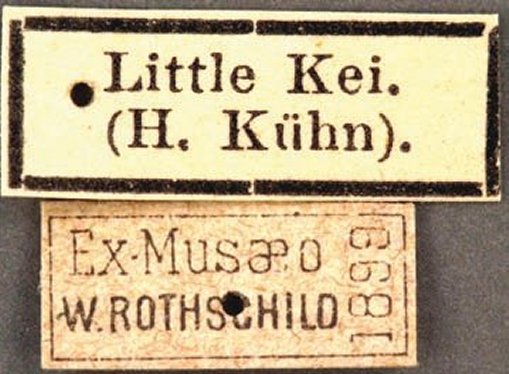 Little Kei.
(H. Kühn).
Ex-Musæo
W. ROTHSCHILD
1899